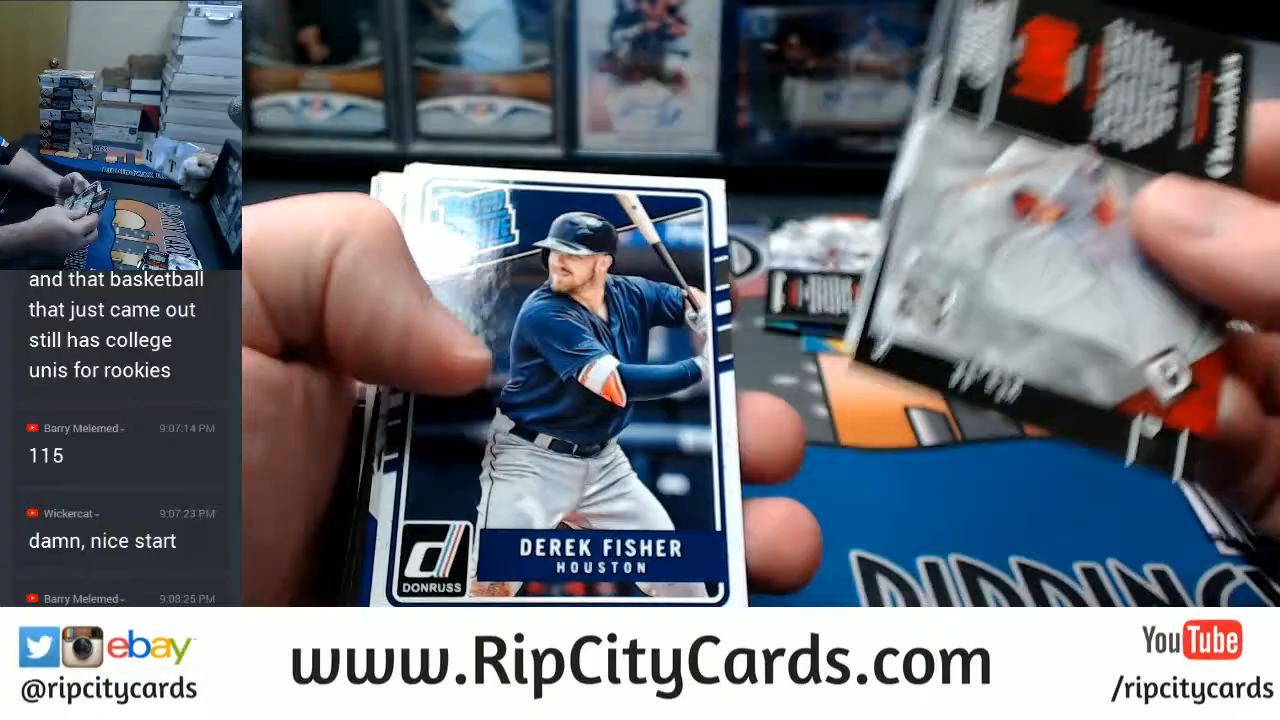 and that basketball
that just came out
still has college
unis for rookies
Barry Melemed
9:07:14 PM
115
Wickercat
9:07:23 PM
damn, nice start
Barry Melemed
9:08:25 PM
DEREK FISHER
HOUSTON
d
DONRUSS
ebay
@ripcitycards
www.RipCityCards.com
YouTube
/ripcitycards